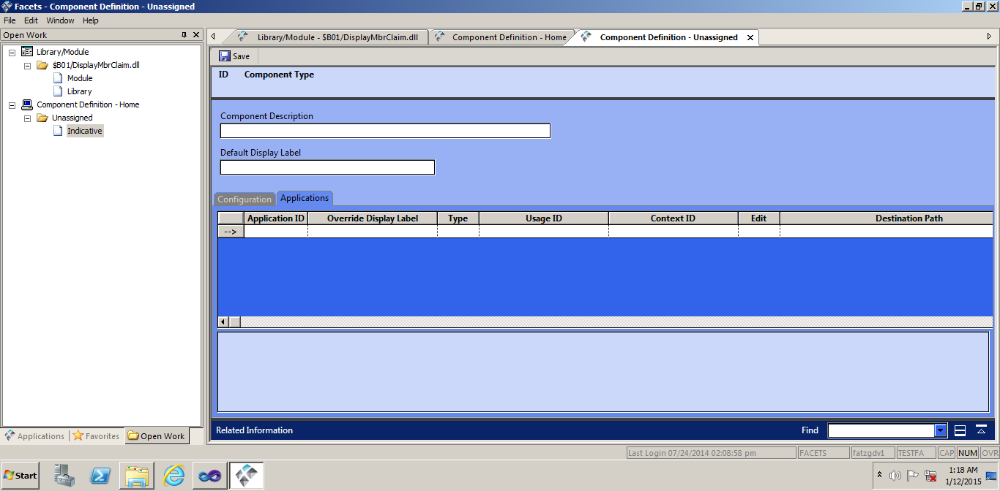 Facets - Component Definition - Unassigned
File Edit Window Help
Open Work
Library/Module - $B01/DisplayMbrClaim.dll
Component Definition - Home
Component Definition - Unassigned
Library/Module
$B01/DisplayMbrClaim.dll
Module
Library
Component Definition - Home
Unassigned
Indicative
Save
ID Component Type
Component Description
Default Display Label
Configuration Applications
Application ID Override Display Label Type Usage ID Context ID Edit Destination Path
-->
Related Information Find
Applications Favorites Open Work
Last Login 07/24/2014 02:08:58 pm FACETS fatzgdv1 TESTFA CAP NUM OVR
Start
1:18 AM
1/12/2015